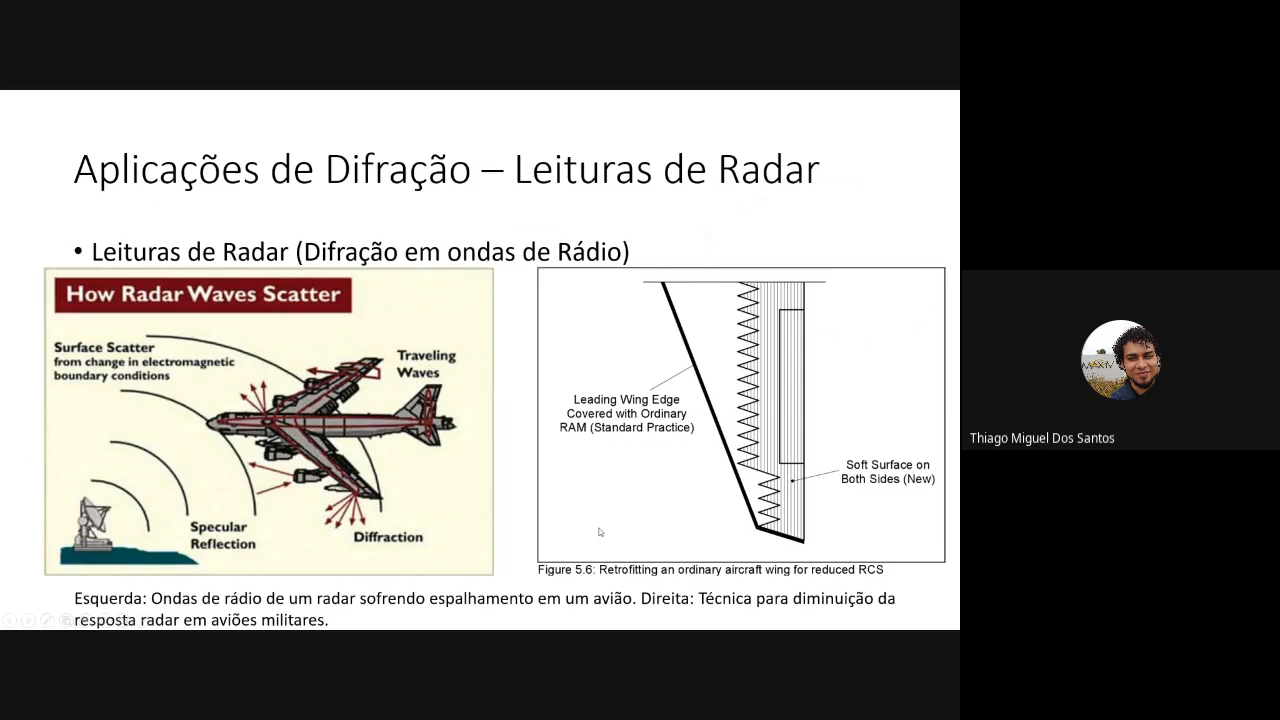 Aplicações de Difração – Leituras de Radar
• Leituras de Radar (Difração em ondas de Rádio)
How Radar Waves Scatter
Surface Scatter
from change in electromagnetic
boundary conditions
Traveling
Waves
Specular
Reflection
Diffraction
Leading Wing Edge
Covered with Ordinary
RAM (Standard Practice)
Soft Surface on
Both Sides (New)
Figure 5.6: Retrofitting an ordinary aircraft wing for reduced RCS
Esquerda: Ondas de rádio de um radar sofrendo espalhamento em um avião. Direita: Técnica para diminuição da
resposta radar em aviões militares.
MAX IV
Thiago Miguel Dos Santos